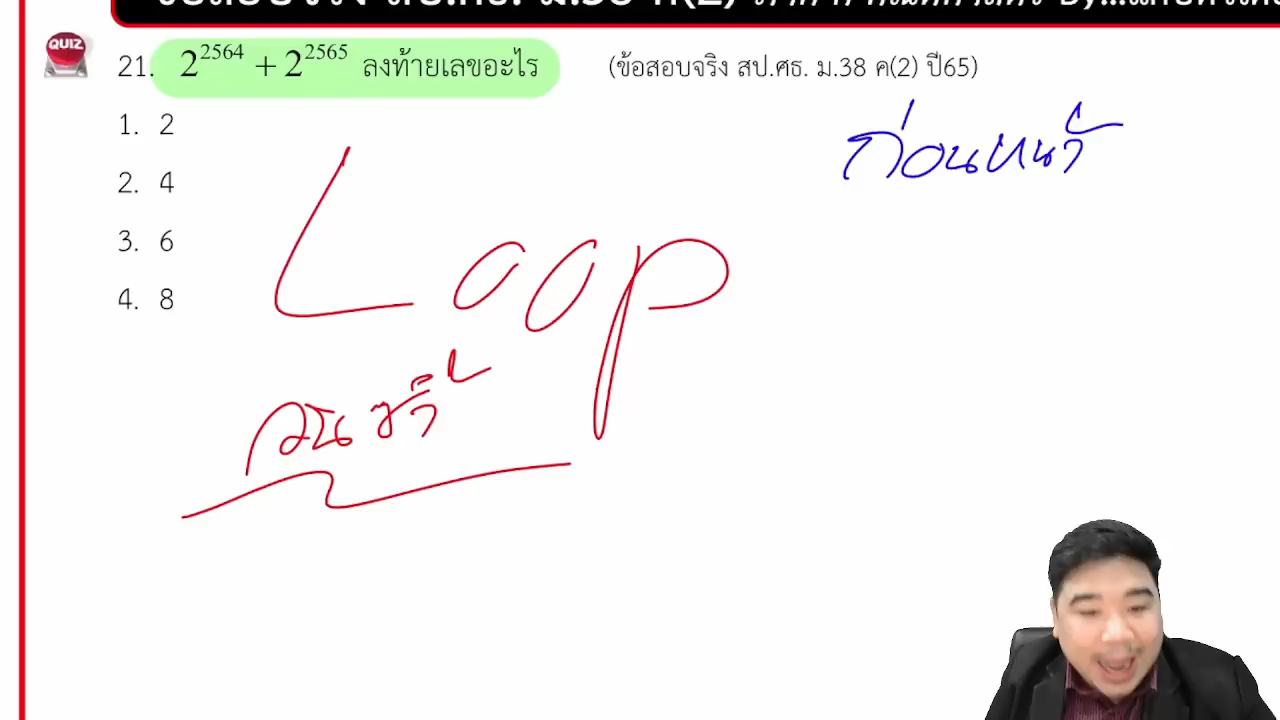 QUIZ
21. 2^2564 + 2^2565 ลงท้ายเลขอะไร (ข้อสอบจริง สป.ศธ. ม.38 ค(2) ปี65)
1. 2
2. 4
3. 6
4. 8
ก่อนหน้า
Loop